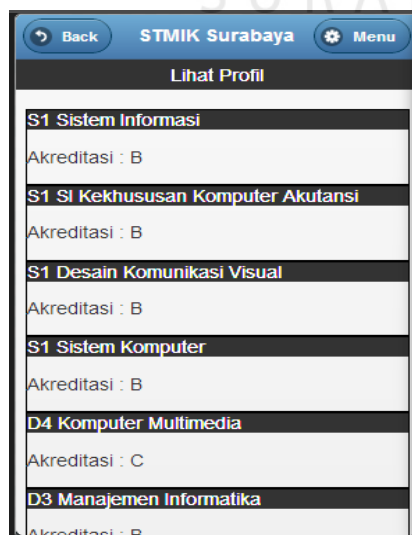 S U R A
Back STMIK Surabaya Menu
Lihat Profil
S1 Sistem Informasi
Akreditasi : B
S1 SI Kekhususan Komputer Akutansi
Akreditasi : B
S1 Desain Komunikasi Visual
Akreditasi : B
S1 Sistem Komputer
Akreditasi : B
D4 Komputer Multimedia
Akreditasi : C
D3 Manajemen Informatika
Akreditasi : B